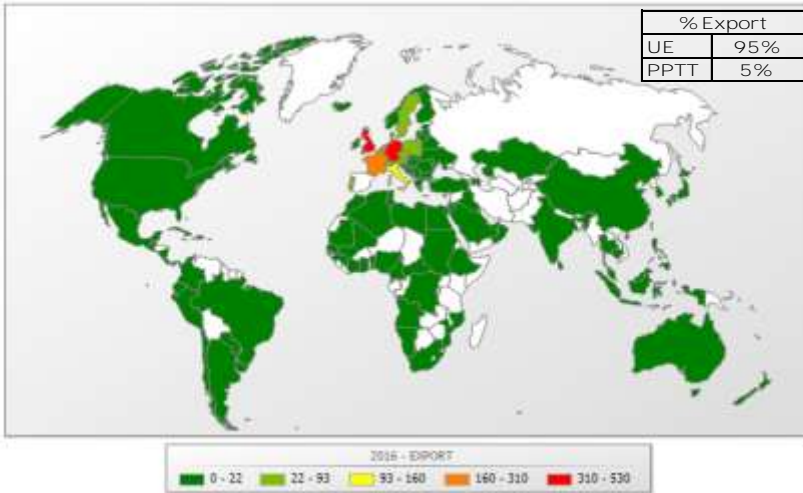 % Export
UE 95%
PPTT 5%
2016 - EXPORT
0 - 22 22 - 93 93 - 160 160 - 310 310 - 530